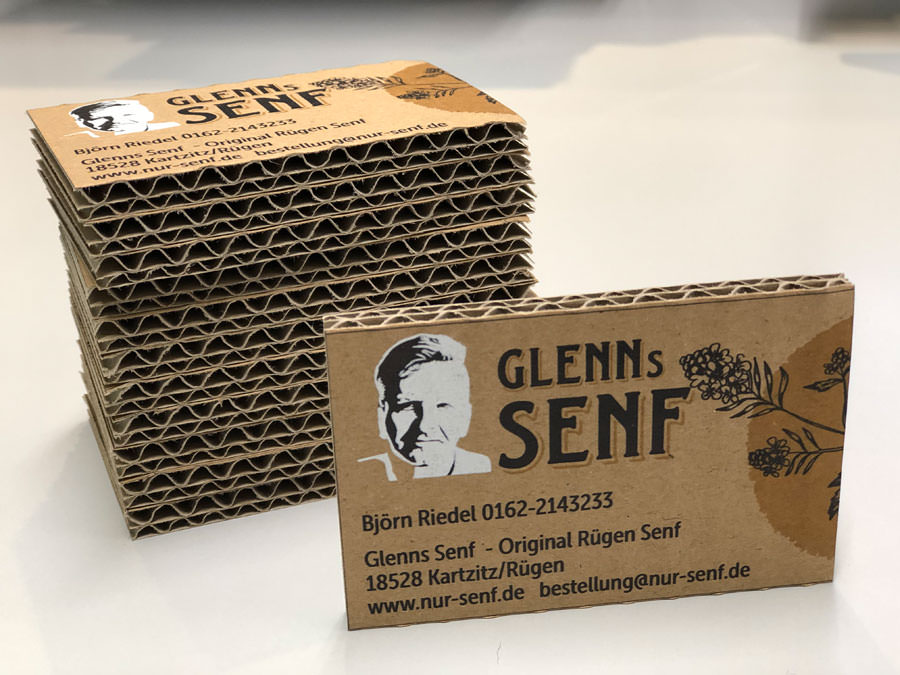 GLENNs
SENF
Björn Riedel 0162-2143233
Glenns Senf - Original Rügen Senf
18528 Kartzitz/Rügen
www.nur-senf.de bestellung@nur-senf.de
GLENNs
SENF
Björn Riedel 0162-2143233
Glenns Senf - Original Rügen Senf
18528 Kartzitz/Rügen
www.nur-senf.de bestellung@nur-senf.de